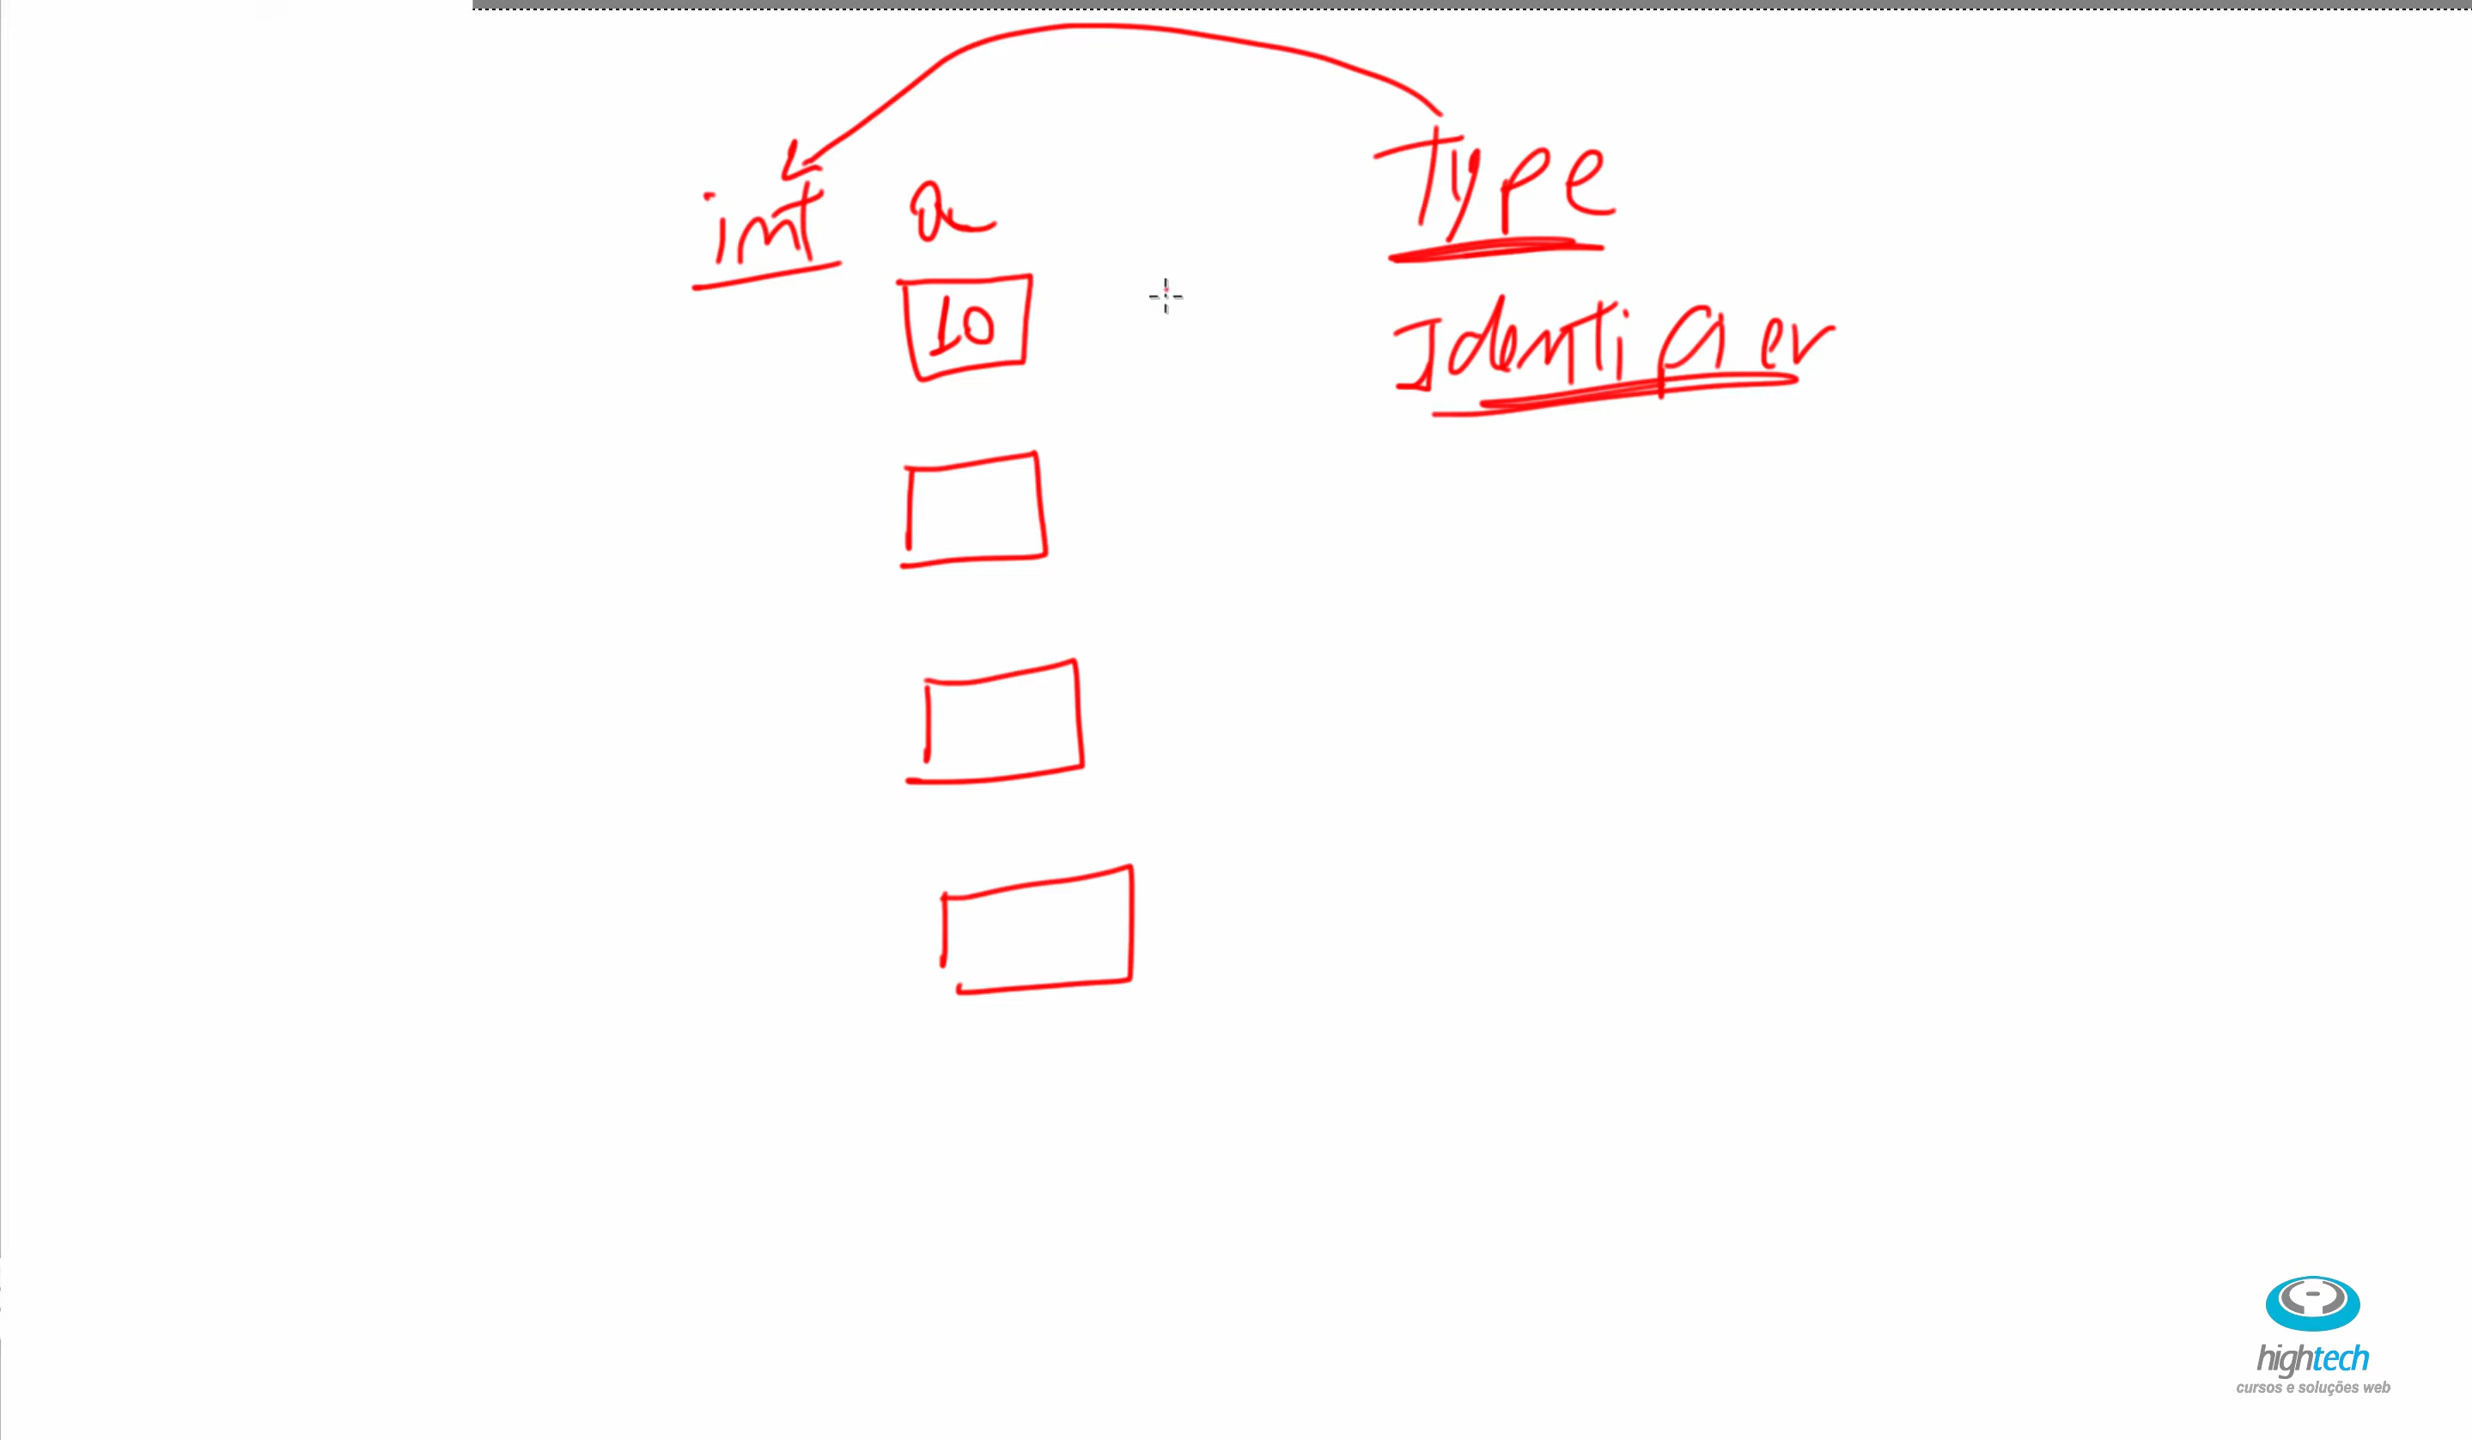 int a
10
Type
Identifier
hightech
cursos e soluções web